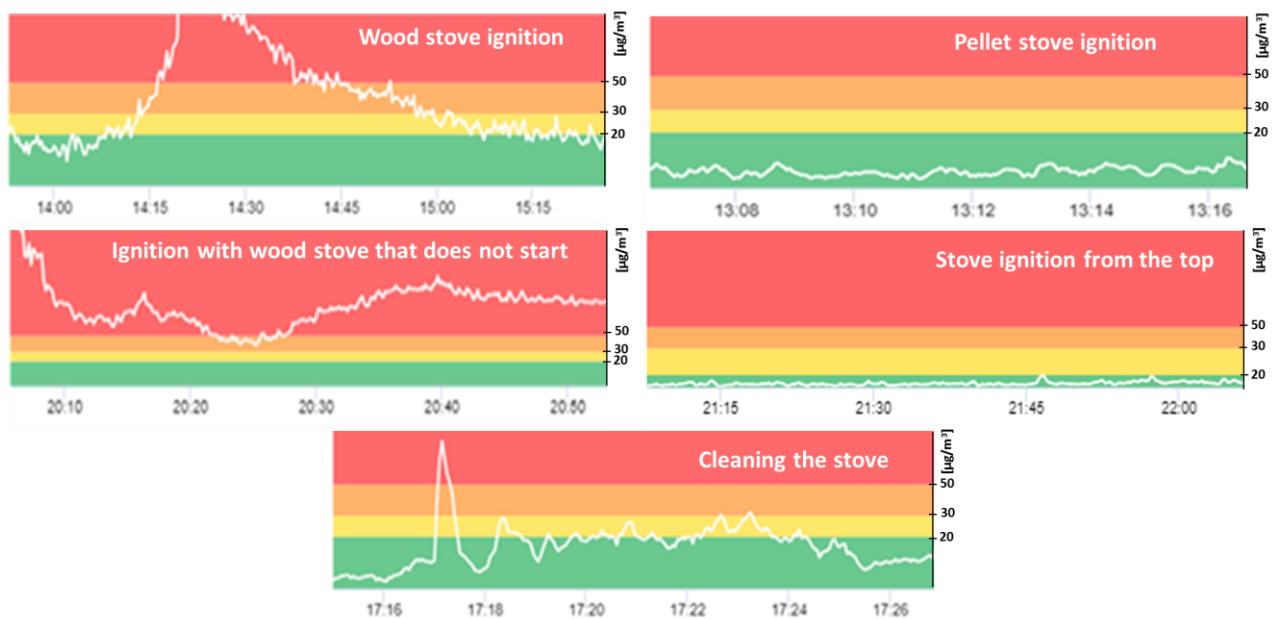 Wood stove ignition
[µg/m³]
50
30
20
14:00 14:15 14:30 14:45 15:00 15:15
Pellet stove ignition
[µg/m³]
50
30
20
13:08 13:10 13:12 13:14 13:16
Ignition with wood stove that does not start
[µg/m³]
50
30
20
20:10 20:20 20:30 20:40 20:50
Stove ignition from the top
[µg/m³]
50
30
20
21:15 21:30 21:45 22:00
Cleaning the stove
[µg/m³]
50
30
20
17:16 17:18 17:20 17:22 17:24 17:26